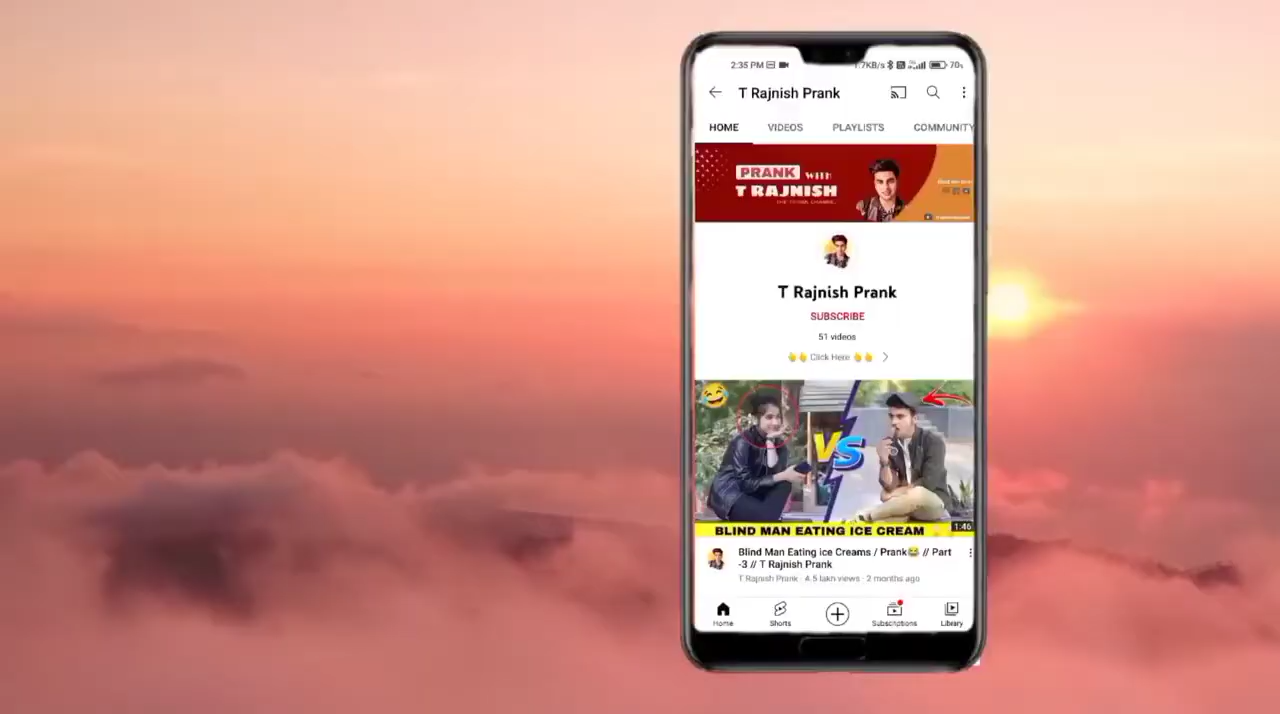 2:35 PM
70%
T Rajnish Prank
HOME VIDEOS PLAYLISTS COMMUNITY
PRANK WITH
T RAJNISH
T Rajnish Prank
SUBSCRIBE
51 videos
👆👆 Click Here 👆👆
VS
BLIND MAN EATING ICE CREAM
1:46
Blind Man Eating ice Creams / Prank😂 // Part
-3 // T Rajnish Prank
T Rajnish Prank · 4.5 lakh views · 2 months ago
Home Shorts Subscriptions Library